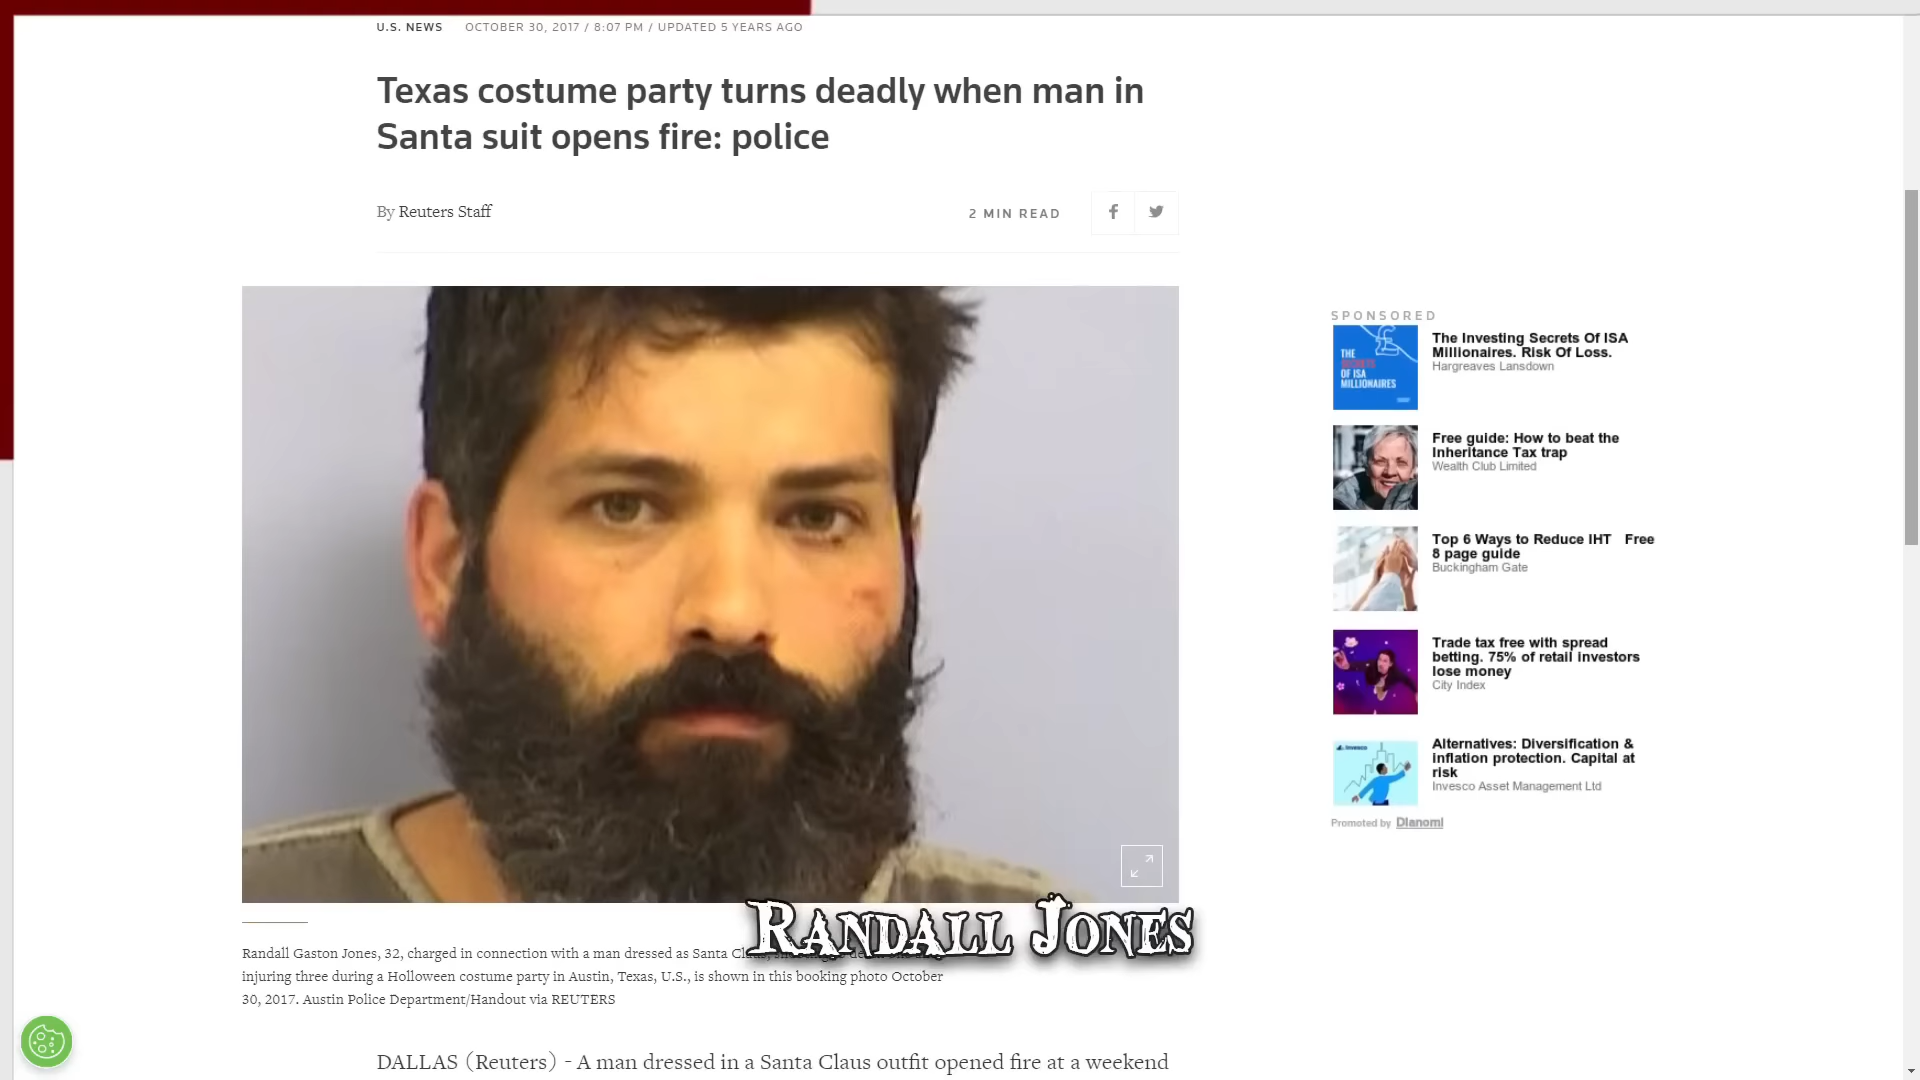 U.S. NEWS OCTOBER 30, 2017 / 8:07 PM / UPDATED 5 YEARS AGO
Texas costume party turns deadly when man in
Santa suit opens fire: police
By Reuters Staff
2 MIN READ
Randall Jones
Randall Gaston Jones, 32, charged in connection with a man dressed as Santa
injuring three during a Holloween costume party in Austin, Texas, U.S., is shown in this booking photo October
30, 2017. Austin Police Department/Handout via REUTERS
DALLAS (Reuters) - A man dressed in a Santa Claus outfit opened fire at a weekend
SPONSORED
THE
OF ISA
MILLIONAIRES
The Investing Secrets Of ISA
Millionaires. Risk Of Loss.
Hargreaves Lansdown
Free guide: How to beat the
Inheritance Tax trap
Wealth Club Limited
Top 6 Ways to Reduce IHT Free
8 page guide
Buckingham Gate
Trade tax free with spread
betting. 75% of retail investors
lose money
City Index
Invesco
Alternatives: Diversification &
inflation protection. Capital at
risk
Invesco Asset Management Ltd
Promoted by Dianomi